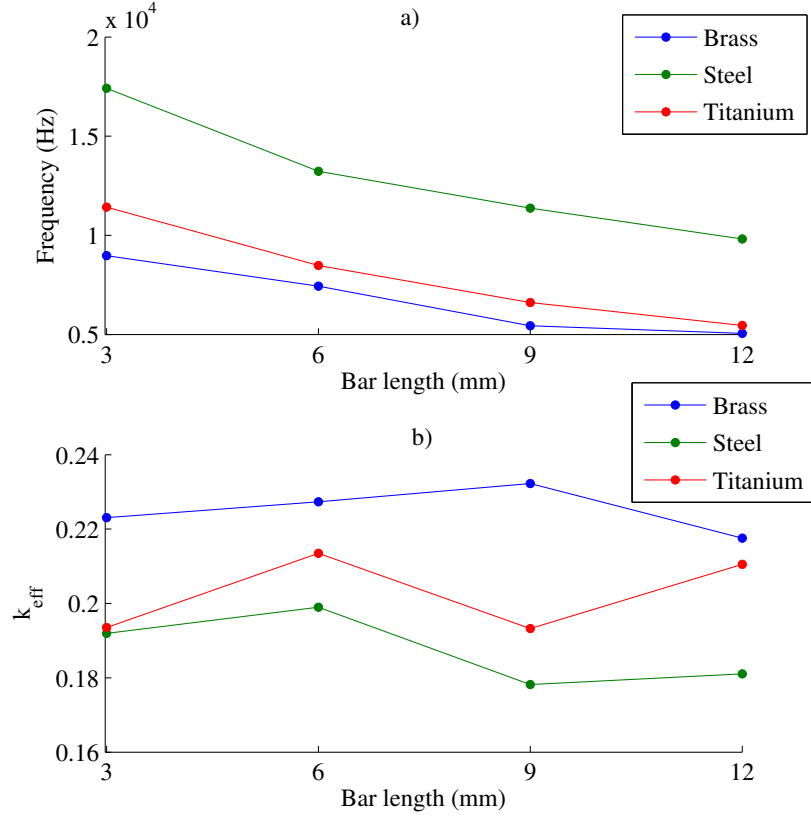 a)
x 10⁴
2
1.5
1
0.5
3 6 9 12
Frequency (Hz)
Bar length (mm)
Brass
Steel
Titanium
b)
0.24
0.22
0.2
0.18
0.16
3 6 9 12
k_eff
Bar length (mm)
Brass
Steel
Titanium